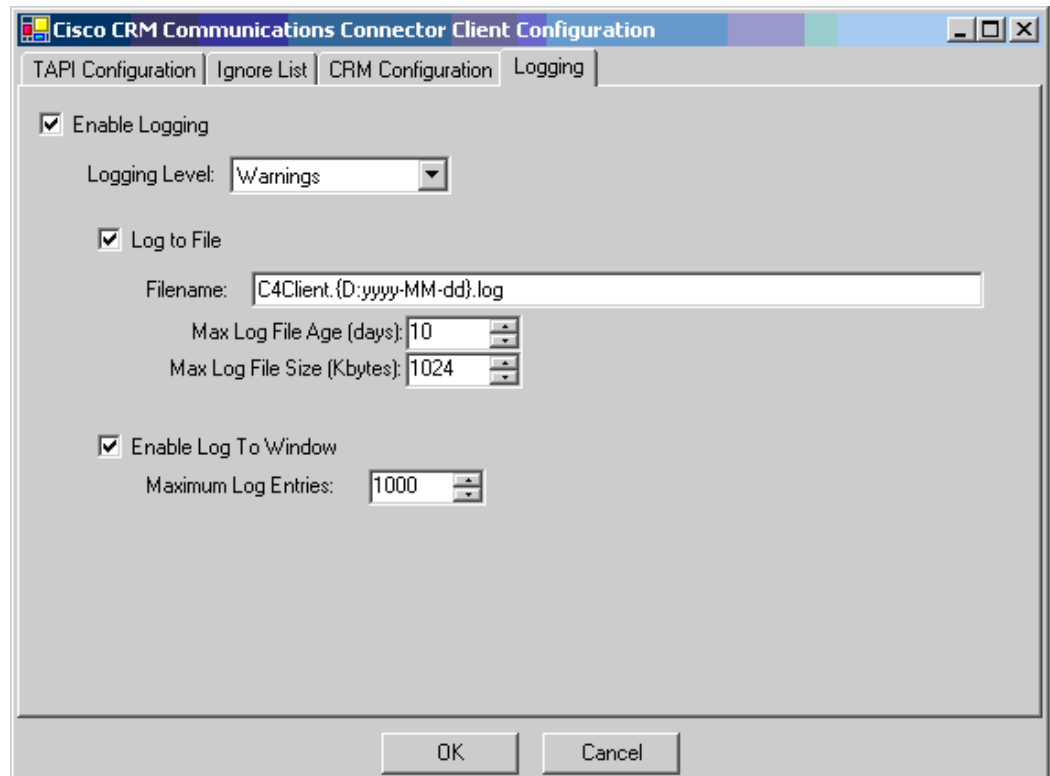 Cisco CRM Communications Connector Client Configuration
TAPI Configuration Ignore List CRM Configuration Logging
Enable Logging
Logging Level: Warnings
Log to File
Filename: C4Client.{D:yyyy-MM-dd}.log
Max Log File Age (days): 10
Max Log File Size (Kbytes): 1024
Enable Log To Window
Maximum Log Entries: 1000
OK Cancel